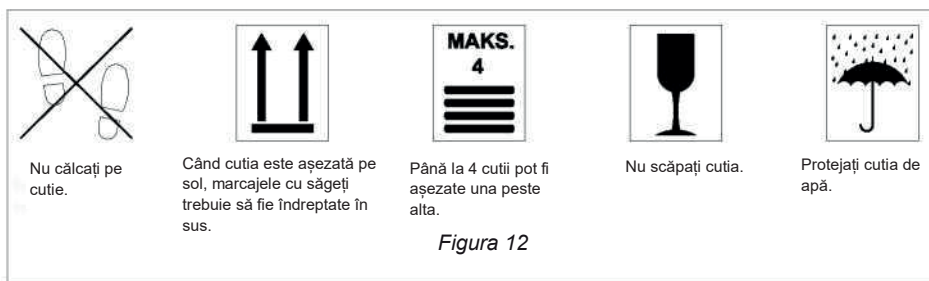 MAKS.
4
Nu călcați pe
cutie.
Când cutia este așezată pe
sol, marcajele cu săgeți
trebuie să fie îndreptate în
sus.
Până la 4 cutii pot fi
așezate una peste
alta.
Nu scăpați cutia.
Protejați cutia de
apă.
Figura 12